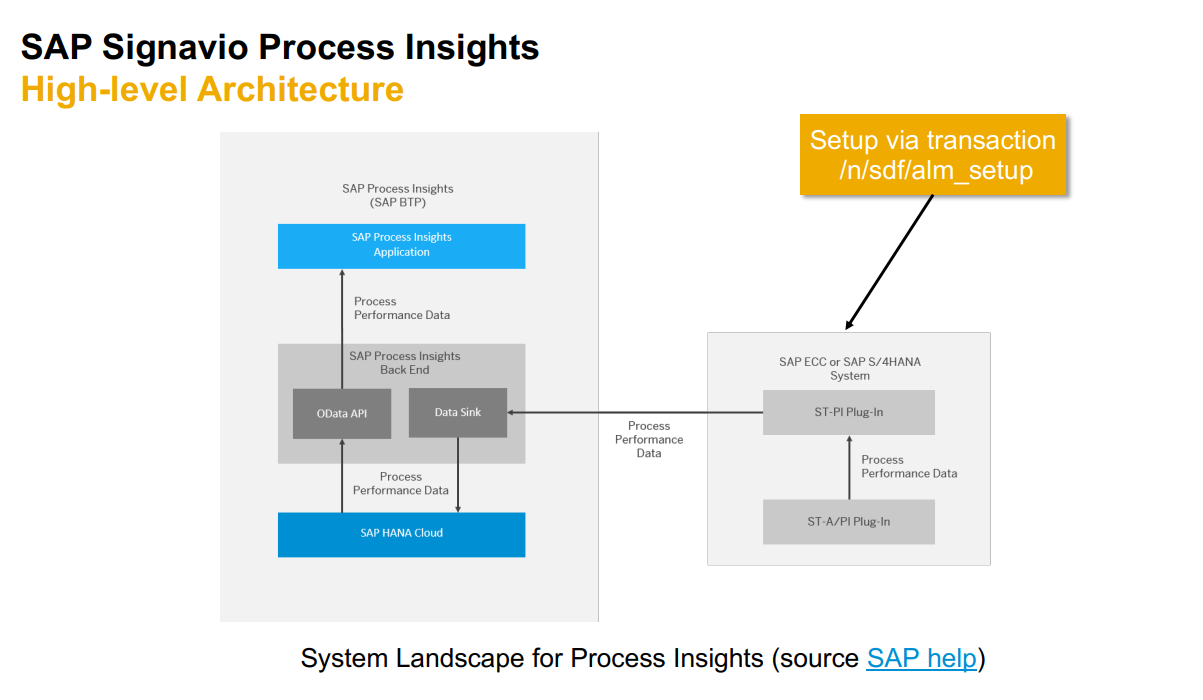 SAP Signavio Process Insights
High-level Architecture
Setup via transaction
/n/sdf/alm_setup
SAP Process Insights
(SAP BTP)
SAP Process Insights
Application
Process
Performance Data
SAP Process Insights
Back End
OData API
Data Sink
Process
Performance Data
SAP HANA Cloud
Process
Performance
Data
SAP ECC or SAP S/4HANA
System
ST-PI Plug-In
Process
Performance Data
ST-A/PI Plug-In
System Landscape for Process Insights (source SAP help)